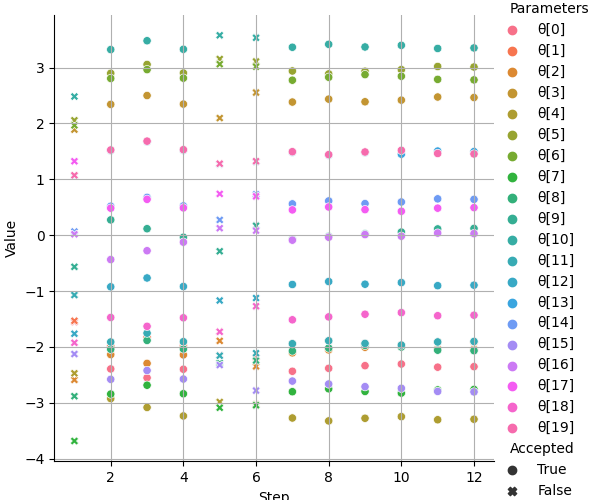 Parameters
θ[0]
θ[1]
θ[2]
θ[3]
θ[4]
θ[5]
θ[6]
θ[7]
θ[8]
θ[9]
θ[10]
θ[11]
θ[12]
θ[13]
θ[14]
θ[15]
θ[16]
θ[17]
θ[18]
θ[19]
Accepted
True
False
Value
3
2
1
0
−1
−2
−3
−4
2
4
6
8
10
12
Step